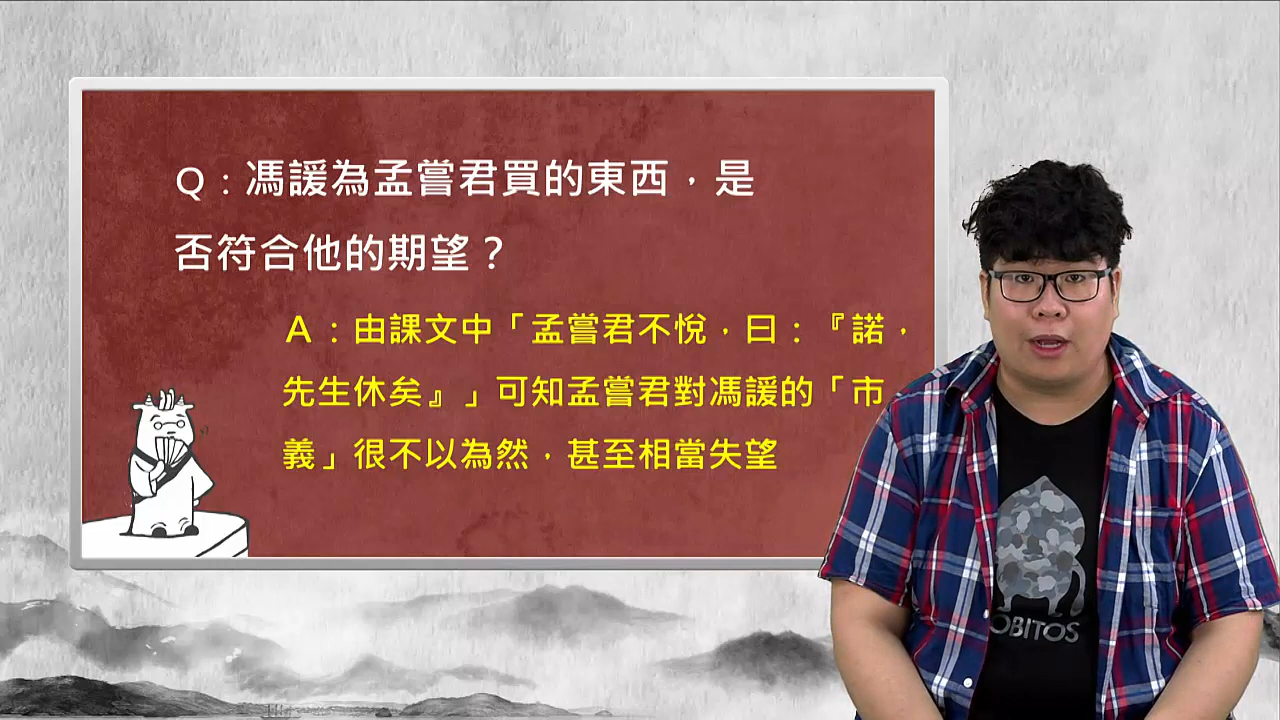 Q：馮諼為孟嘗君買的東西，是
否符合他的期望？
A：由課文中「孟嘗君不悅，曰：『諾，
先生休矣』」可知孟嘗君對馮諼的「市
義」很不以為然，甚至相當失望
OBITOS